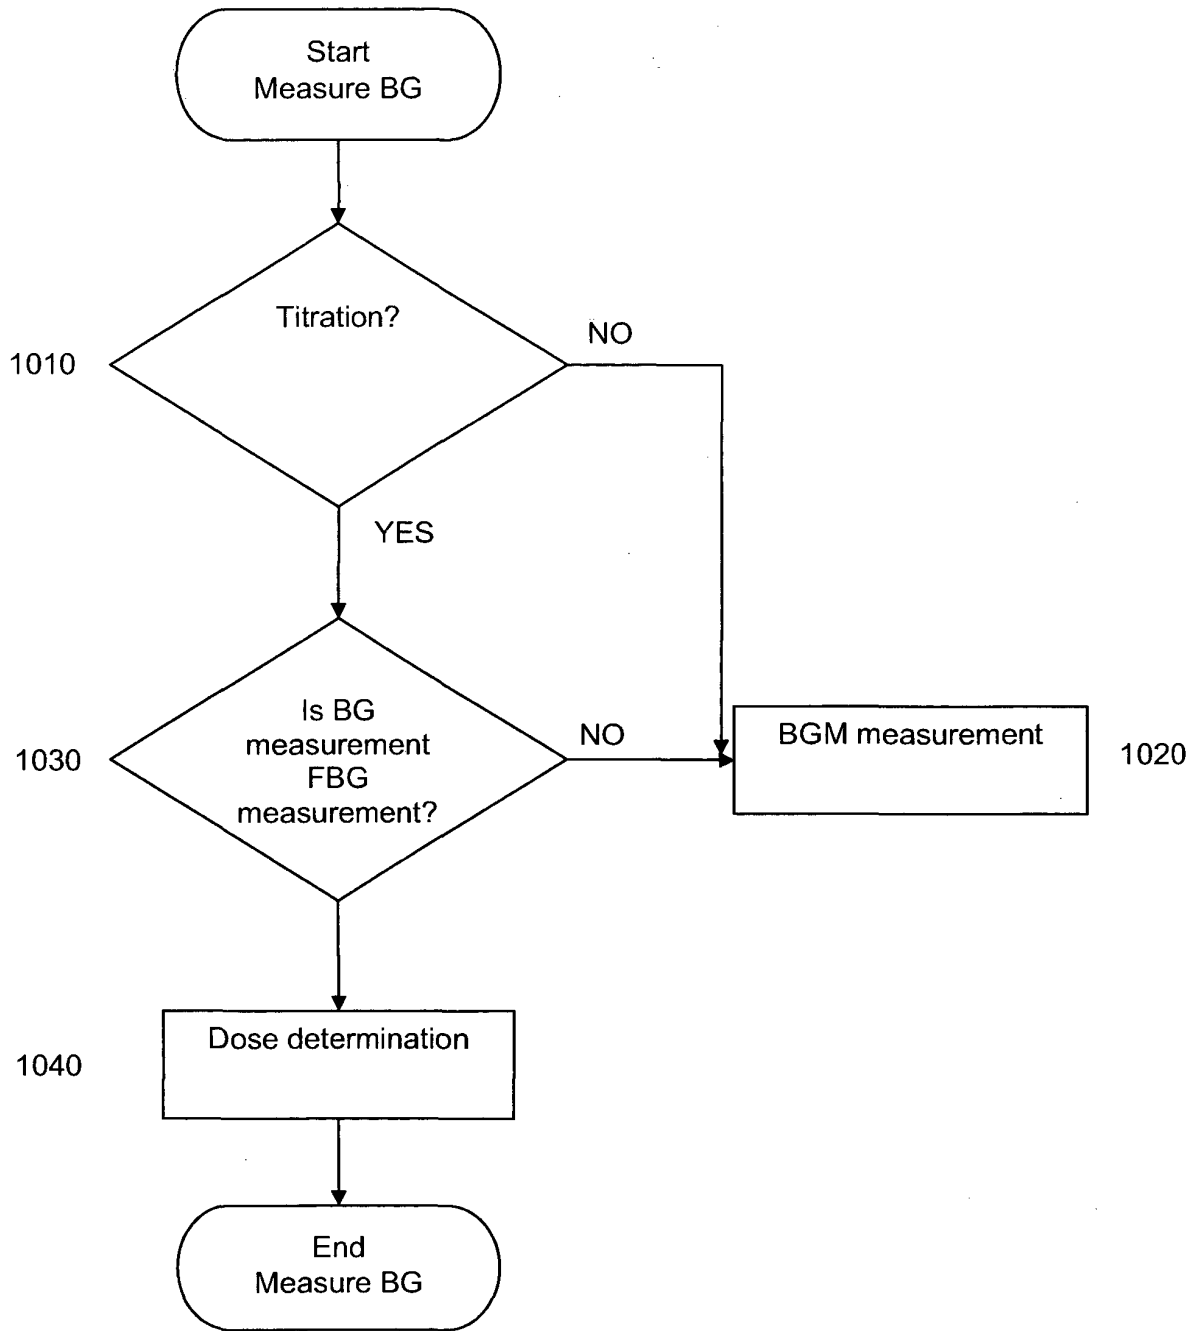 Start
Measure BG
Titration?
NO
1010
YES
Is BG
measurement
FBG
measurement?
NO
BGM measurement
1030
1020
Dose determination
1040
End
Measure BG